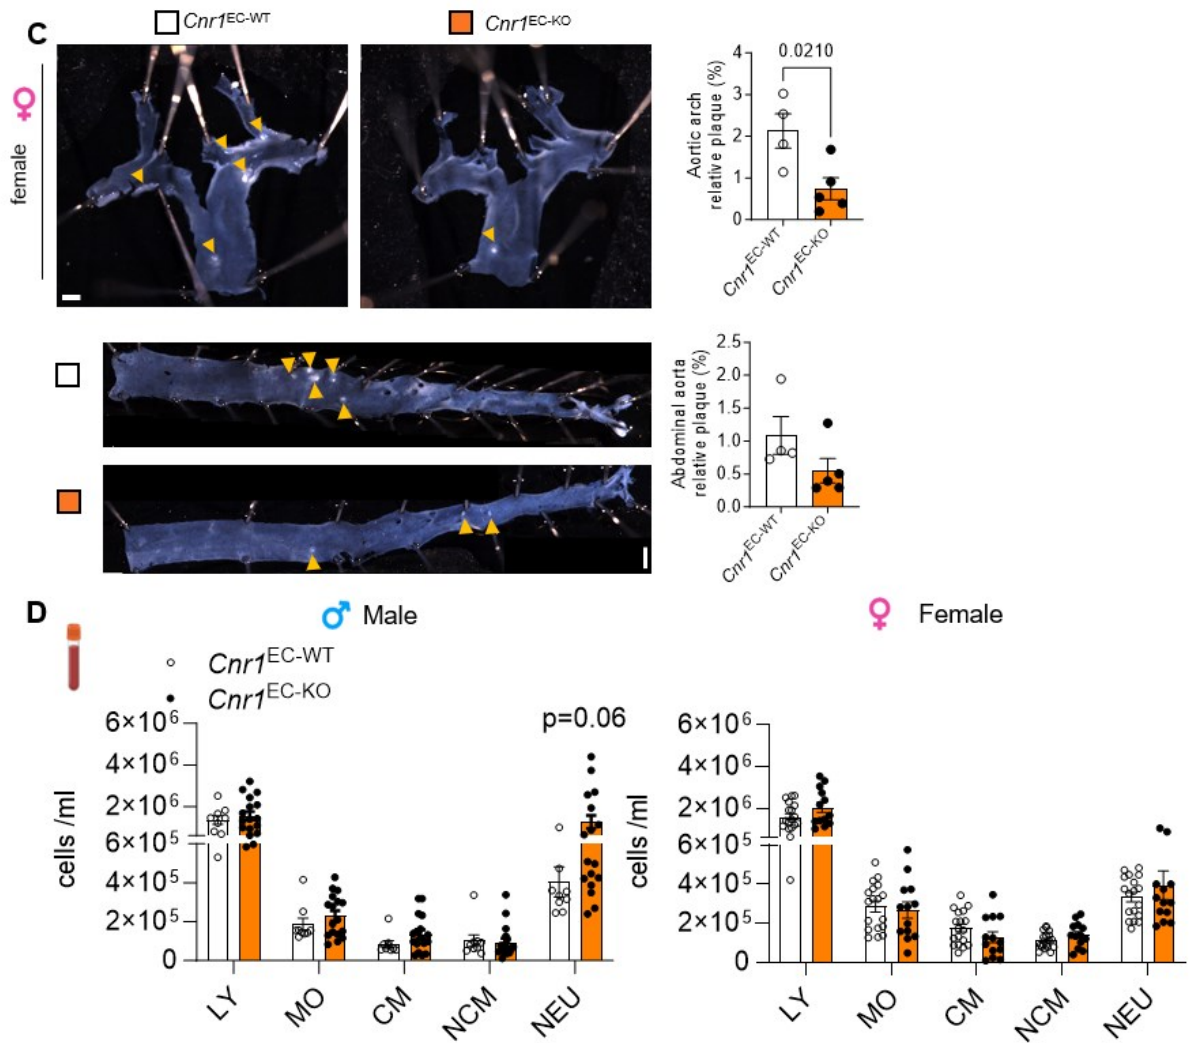 C
Cnr1EC-WT
Cnr1EC-KO
♀
female
4
3
2
1
0
0.0210
Aortic arch
relative plaque (%)
Cnr1EC-WT
Cnr1EC-KO
2.5
2.0
1.5
1.0
0.5
0.0
Abdominal aorta
relative plaque (%)
Cnr1EC-WT
Cnr1EC-KO
D
♂ Male
♀ Female
Cnr1EC-WT
Cnr1EC-KO
6×10⁶
4×10⁶
2×10⁶
6×10⁵
4×10⁵
2×10⁵
0
cells /ml
p=0.06
LY
MO
CM
NCM
NEU
6×10⁶
4×10⁶
2×10⁶
6×10⁵
4×10⁵
2×10⁵
0
cells /ml
LY
MO
CM
NCM
NEU